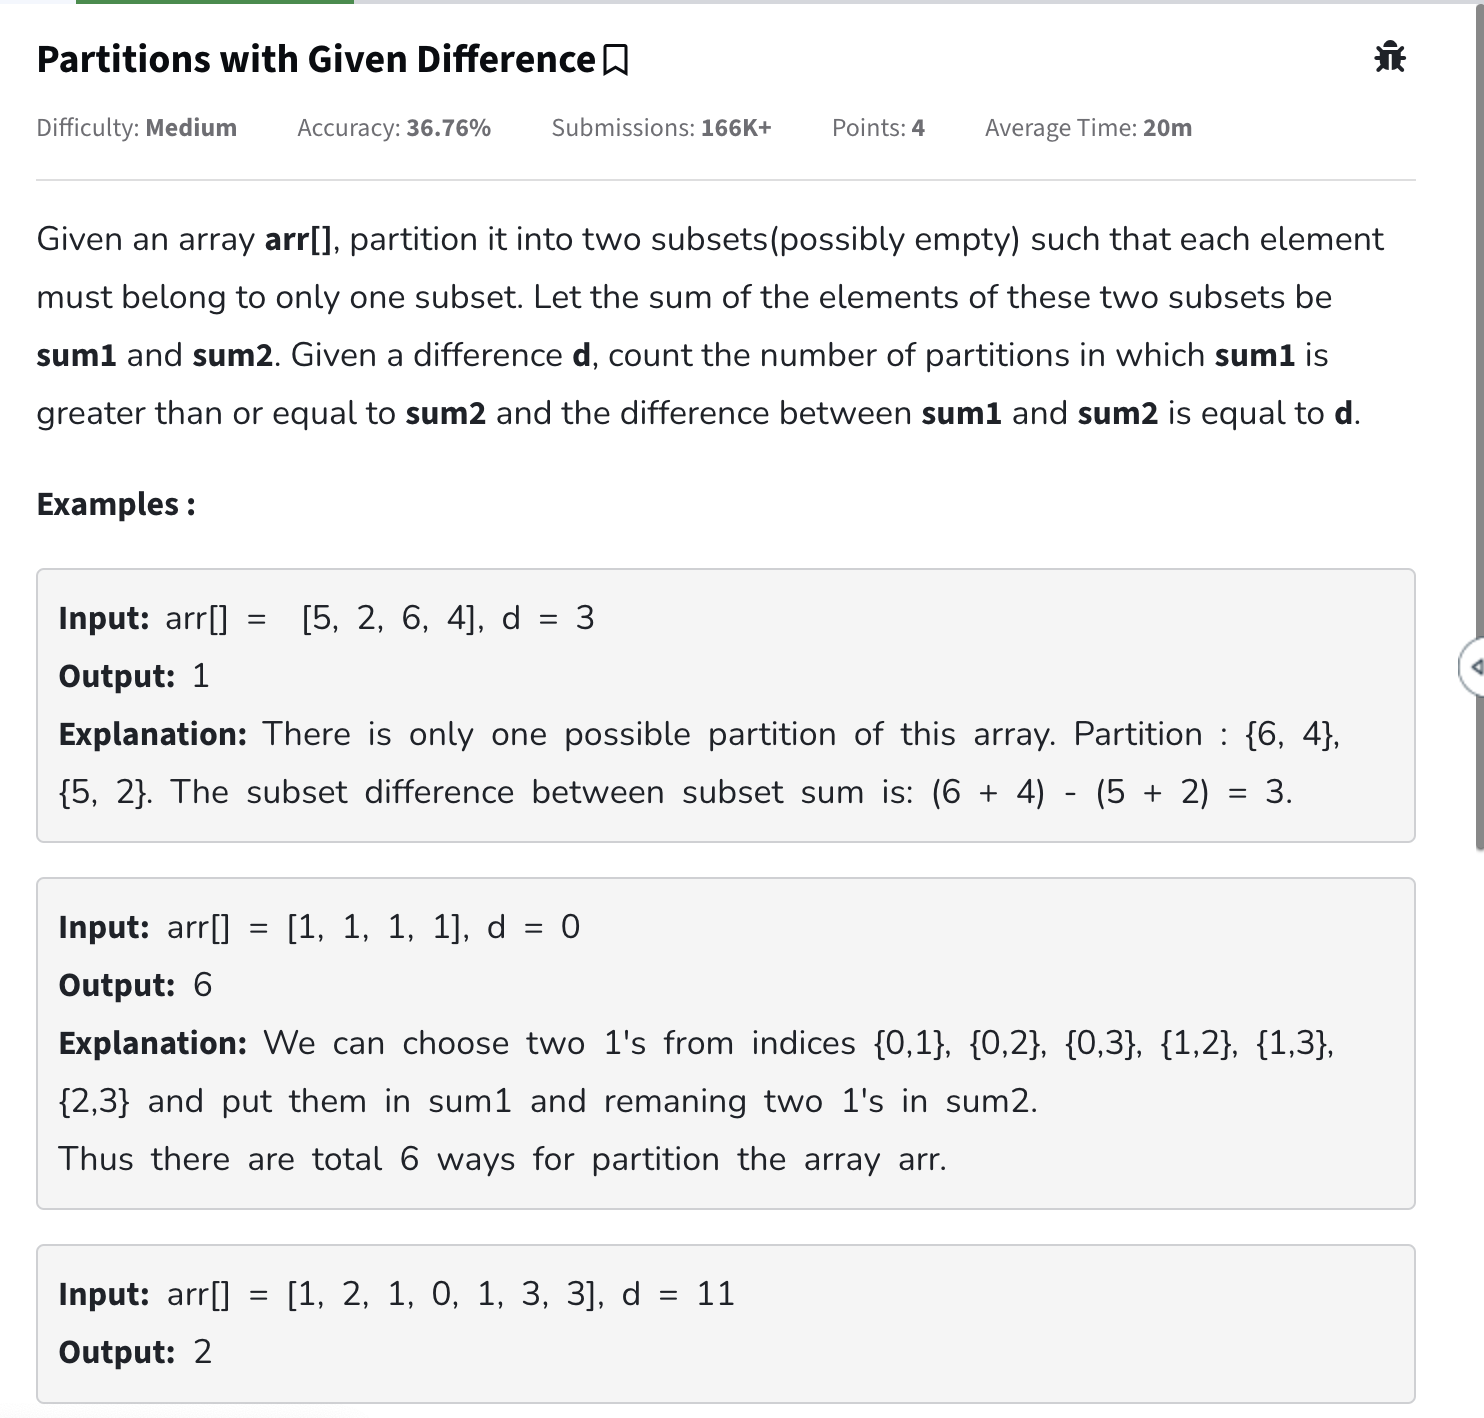 Partitions with Given Difference
Difficulty: Medium Accuracy: 36.76% Submissions: 166K+ Points: 4 Average Time: 20m
Given an array arr[], partition it into two subsets(possibly empty) such that each element
must belong to only one subset. Let the sum of the elements of these two subsets be
sum1 and sum2. Given a difference d, count the number of partitions in which sum1 is
greater than or equal to sum2 and the difference between sum1 and sum2 is equal to d.
Examples :
Input: arr[] = [5, 2, 6, 4], d = 3
Output: 1
Explanation: There is only one possible partition of this array. Partition : {6, 4},
{5, 2}. The subset difference between subset sum is: (6 + 4) - (5 + 2) = 3.
Input: arr[] = [1, 1, 1, 1], d = 0
Output: 6
Explanation: We can choose two 1's from indices {0,1}, {0,2}, {0,3}, {1,2}, {1,3},
{2,3} and put them in sum1 and remaning two 1's in sum2.
Thus there are total 6 ways for partition the array arr.
Input: arr[] = [1, 2, 1, 0, 1, 3, 3], d = 11
Output: 2